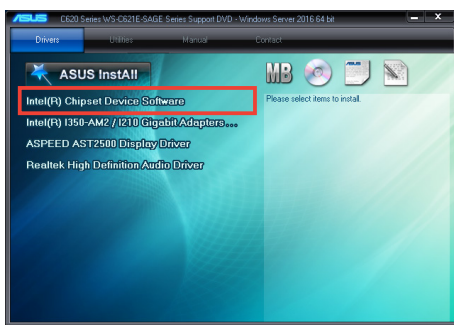 ASUS C620 Series WS-C621E-SAGE Series Support DVD - Windows Server 2016 64 bit
Drivers Utilities Manual Contact
ASUS InstAll
MB
Please select items to install.
Intel(R) Chipset Device Software
Intel(R) I350-AM2 / I210 Gigabit Adapters...
ASPEED AST2500 Display Driver
Realtek High Definition Audio Driver